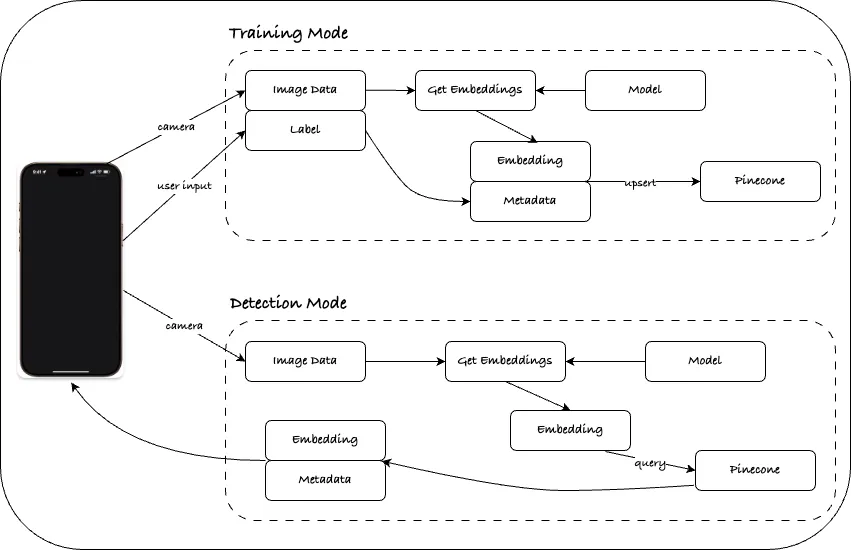 Training Mode
Image Data
Get Embeddings
Model
camera
Label
9:41
Embedding
user input
upsert
Pinecone
Metadata
Detection Mode
camera
Image Data
Get Embeddings
Model
Embedding
Embedding
query
Pinecone
Metadata